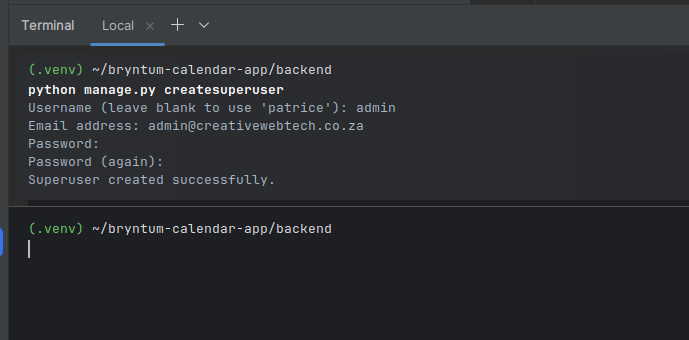 Terminal
Local
(.venv) ~/bryntum-calendar-app/backend
python manage.py createsuperuser
Username (leave blank to use 'patrice'): admin
Email address: admin@creativewebtech.co.za
Password:
Password (again):
Superuser created successfully.
(.venv) ~/bryntum-calendar-app/backend